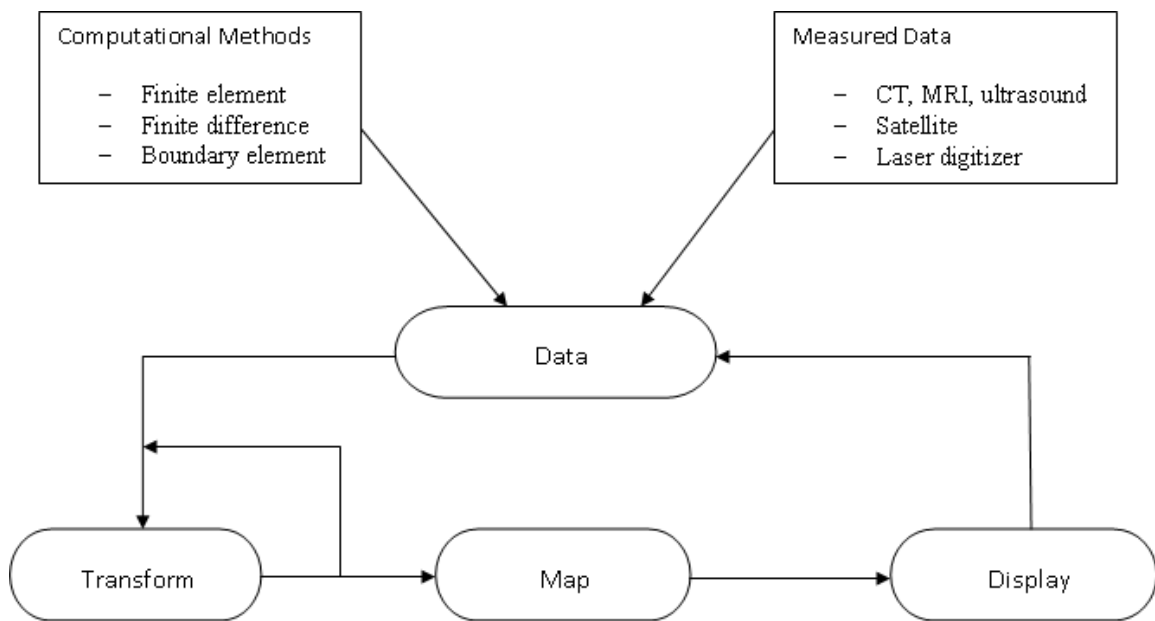 Computational Methods
– Finite element
– Finite difference
– Boundary element
Measured Data
– CT, MRI, ultrasound
– Satellite
– Laser digitizer
Data
Transform
Map
Display